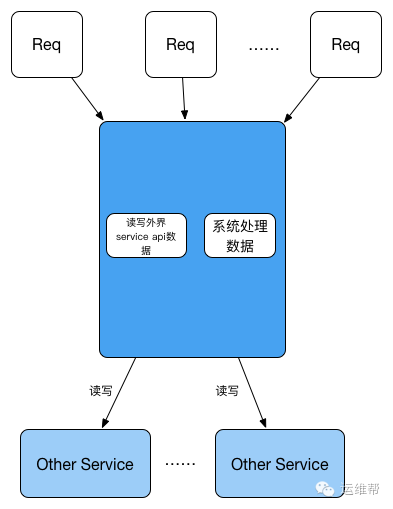 Req
Req
......
Req
读写外界
service api数
据
系统处理
数据
读写
读写
Other Service
......
Other Service
运维帮